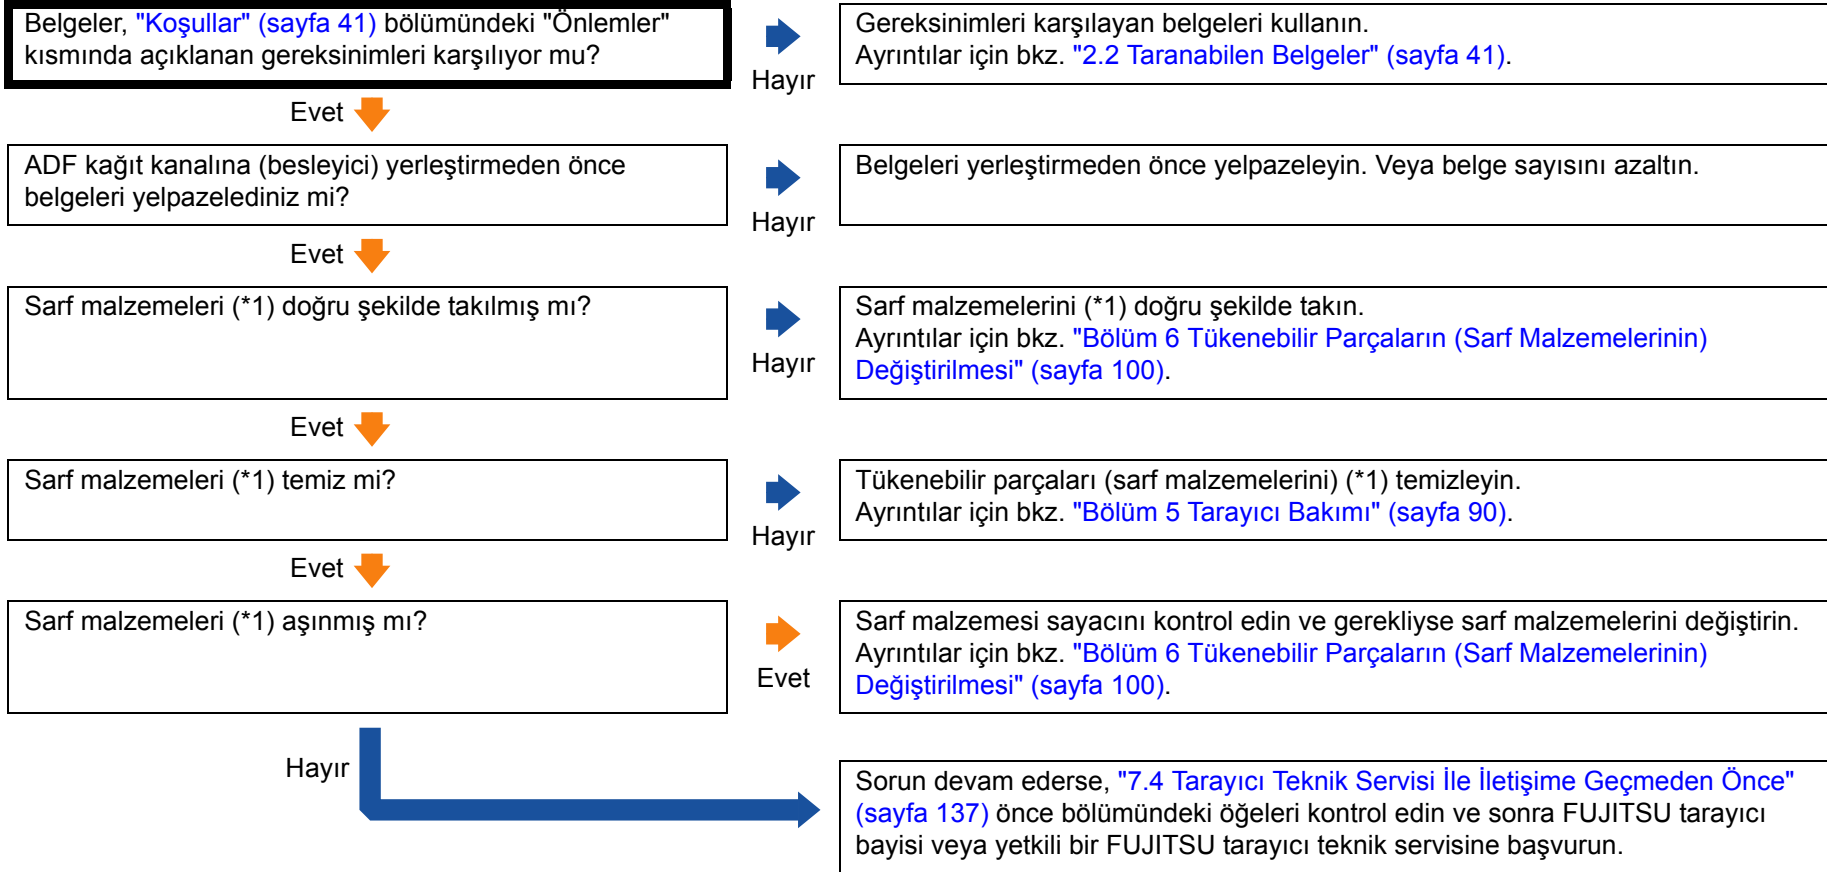 Belgeler, "Koşullar" (sayfa 41) bölümündeki "Önlemler"
kısmında açıklanan gereksinimleri karşılıyor mu?
Hayır
Gereksinimleri karşılayan belgeleri kullanın.
Ayrıntılar için bkz. "2.2 Taranabilen Belgeler" (sayfa 41).
Evet
ADF kağıt kanalına (besleyici) yerleştirmeden önce
belgeleri yelpazelediniz mi?
Hayır
Belgeleri yerleştirmeden önce yelpazeleyin. Veya belge sayısını azaltın.
Evet
Sarf malzemeleri (*1) doğru şekilde takılmış mı?
Hayır
Sarf malzemelerini (*1) doğru şekilde takın.
Ayrıntılar için bkz. "Bölüm 6 Tükenebilir Parçaların (Sarf Malzemelerinin)
Değiştirilmesi" (sayfa 100).
Evet
Sarf malzemeleri (*1) temiz mi?
Hayır
Tükenebilir parçaları (sarf malzemelerini) (*1) temizleyin.
Ayrıntılar için bkz. "Bölüm 5 Tarayıcı Bakımı" (sayfa 90).
Evet
Sarf malzemeleri (*1) aşınmış mı?
Evet
Sarf malzemesi sayacını kontrol edin ve gerekliyse sarf malzemelerini değiştirin.
Ayrıntılar için bkz. "Bölüm 6 Tükenebilir Parçaların (Sarf Malzemelerinin)
Değiştirilmesi" (sayfa 100).
Hayır
Sorun devam ederse, "7.4 Tarayıcı Teknik Servisi İle İletişime Geçmeden Önce"
(sayfa 137) önce bölümündeki öğeleri kontrol edin ve sonra FUJITSU tarayıcı
bayisi veya yetkili bir FUJITSU tarayıcı teknik servisine başvurun.